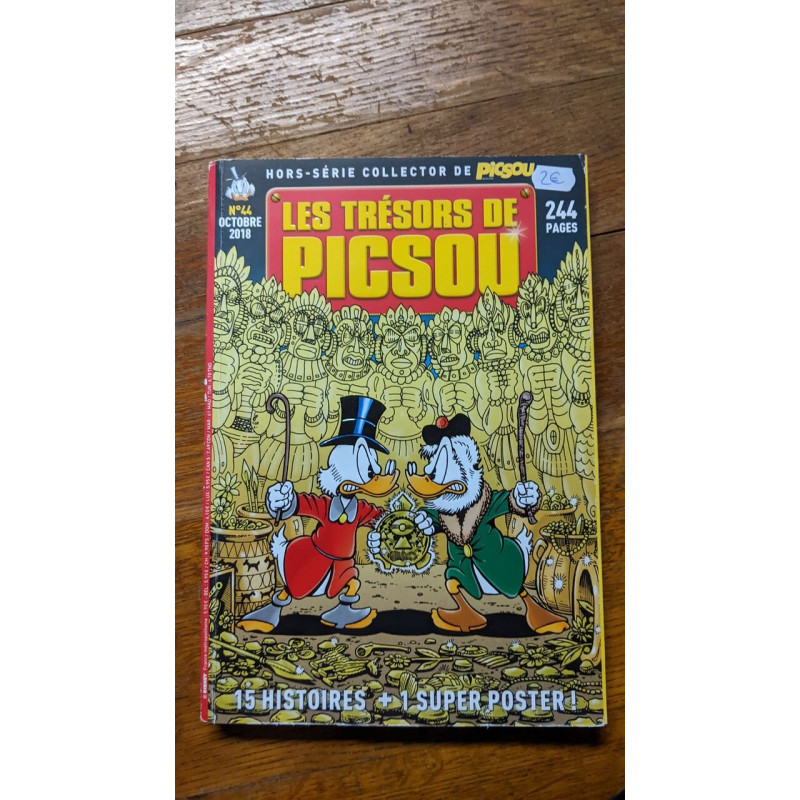 HORS-SÉRIE COLLECTOR DE PICSOU
2€
N°44
OCTOBRE
2018
LES TRÉSORS DE
PICSOU
244
PAGES
15 HISTOIRES + 1 SUPER POSTER !